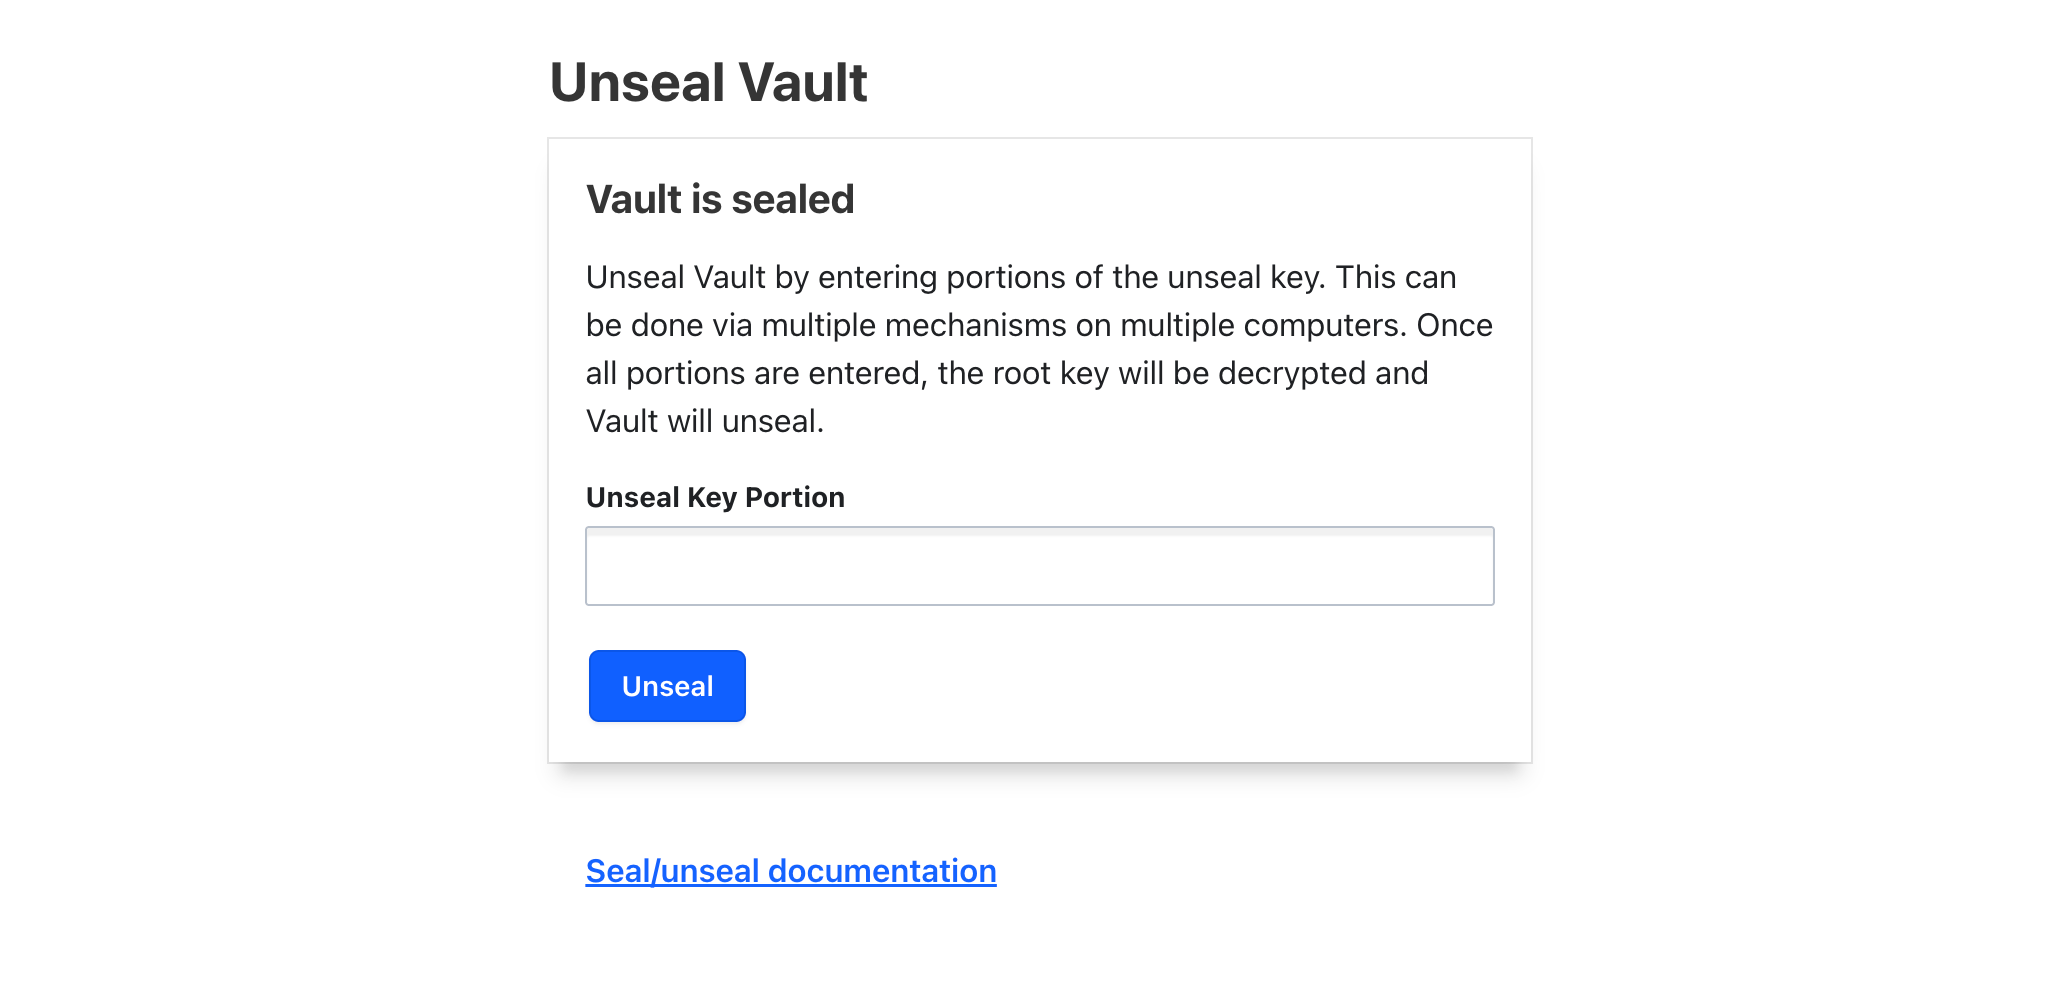 Unseal Vault
Vault is sealed
Unseal Vault by entering portions of the unseal key. This can
be done via multiple mechanisms on multiple computers. Once
all portions are entered, the root key will be decrypted and
Vault will unseal.
Unseal Key Portion
Unseal
Seal/unseal documentation